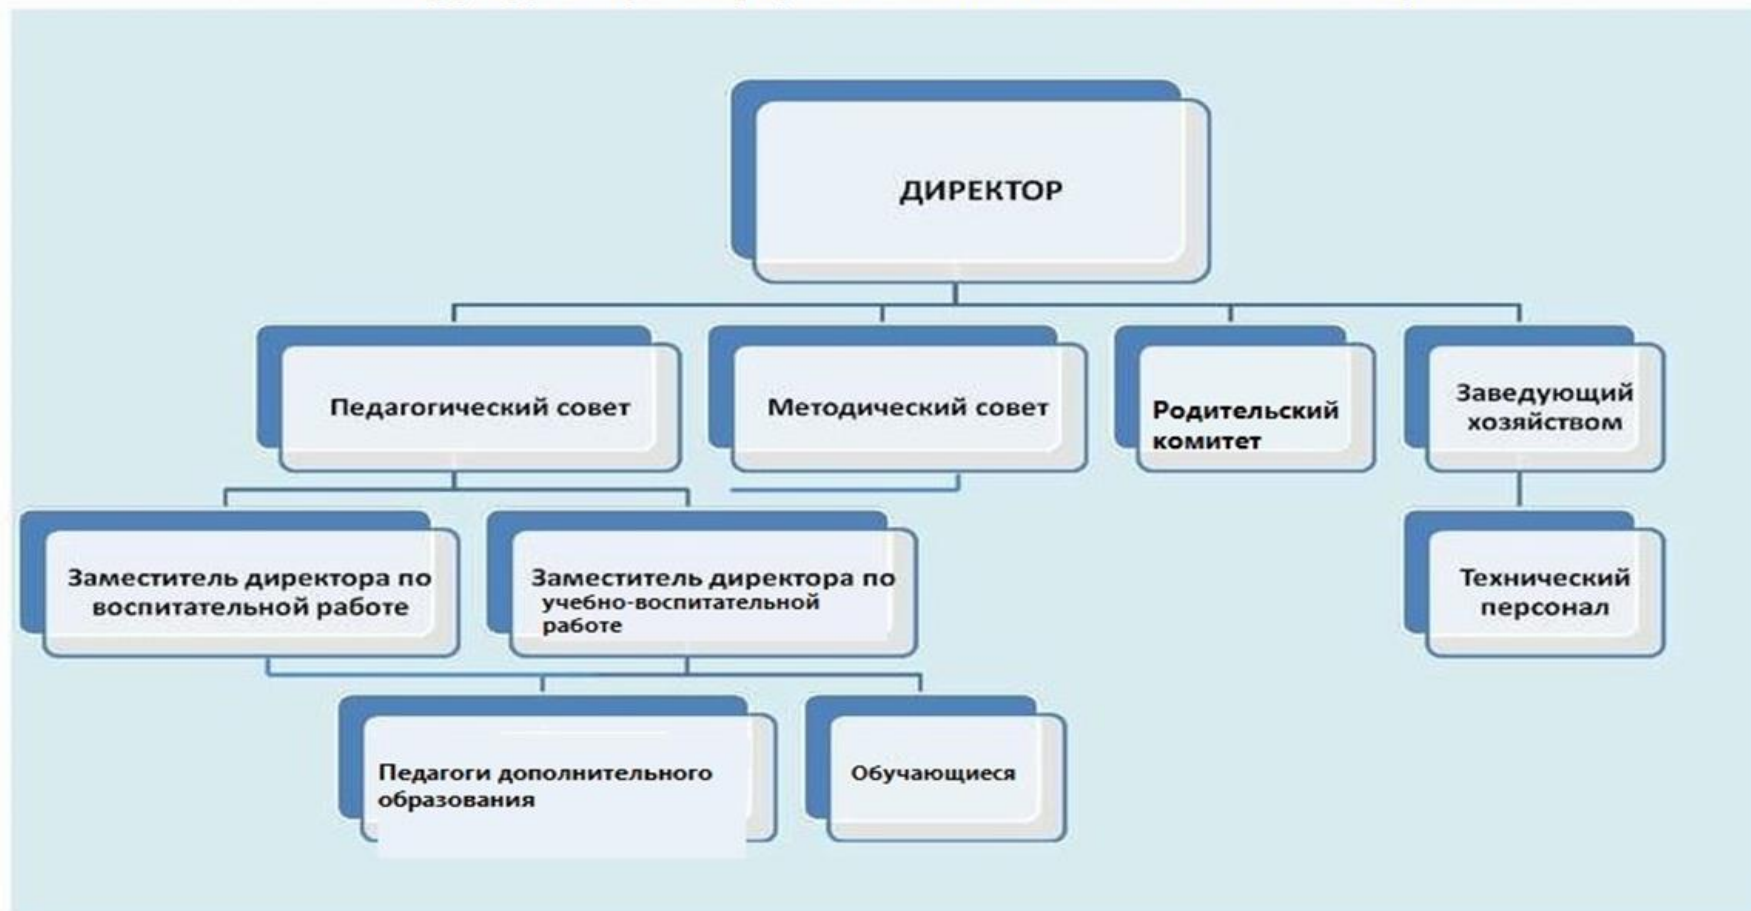 ДИРЕКТОР
Педагогический совет
Методический совет
Родительский
комитет
Заведующий
хозяйством
Заместитель директора по
воспитательной работе
Заместитель директора по
учебно-воспитательной
работе
Технический
персонал
Педагоги дополнительного
образования
Обучающиеся